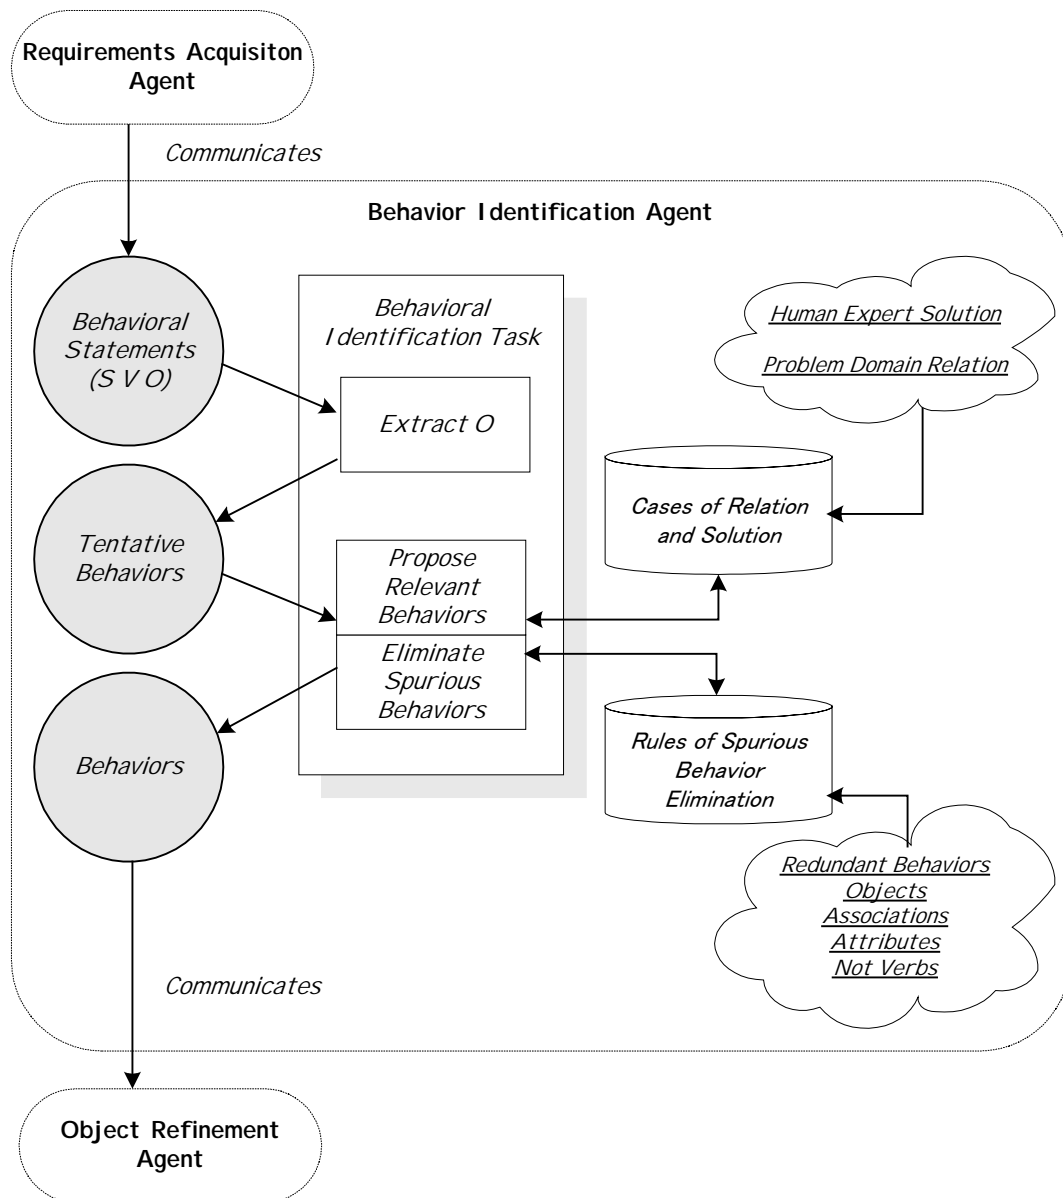 Requirements Acquisiton
Agent
Communicates
Behavior Identification Agent
Behavioral
Statements
(S V O)
Behavioral
Identification Task
Human Expert Solution
Problem Domain Relation
Extract O
Cases of Relation
and Solution
Tentative
Behaviors
Propose
Relevant
Behaviors
Eliminate
Spurious
Behaviors
Behaviors
Rules of Spurious
Behavior
Elimination
Redundant Behaviors
Objects
Associations
Attributes
Not Verbs
Communicates
Object Refinement
Agent